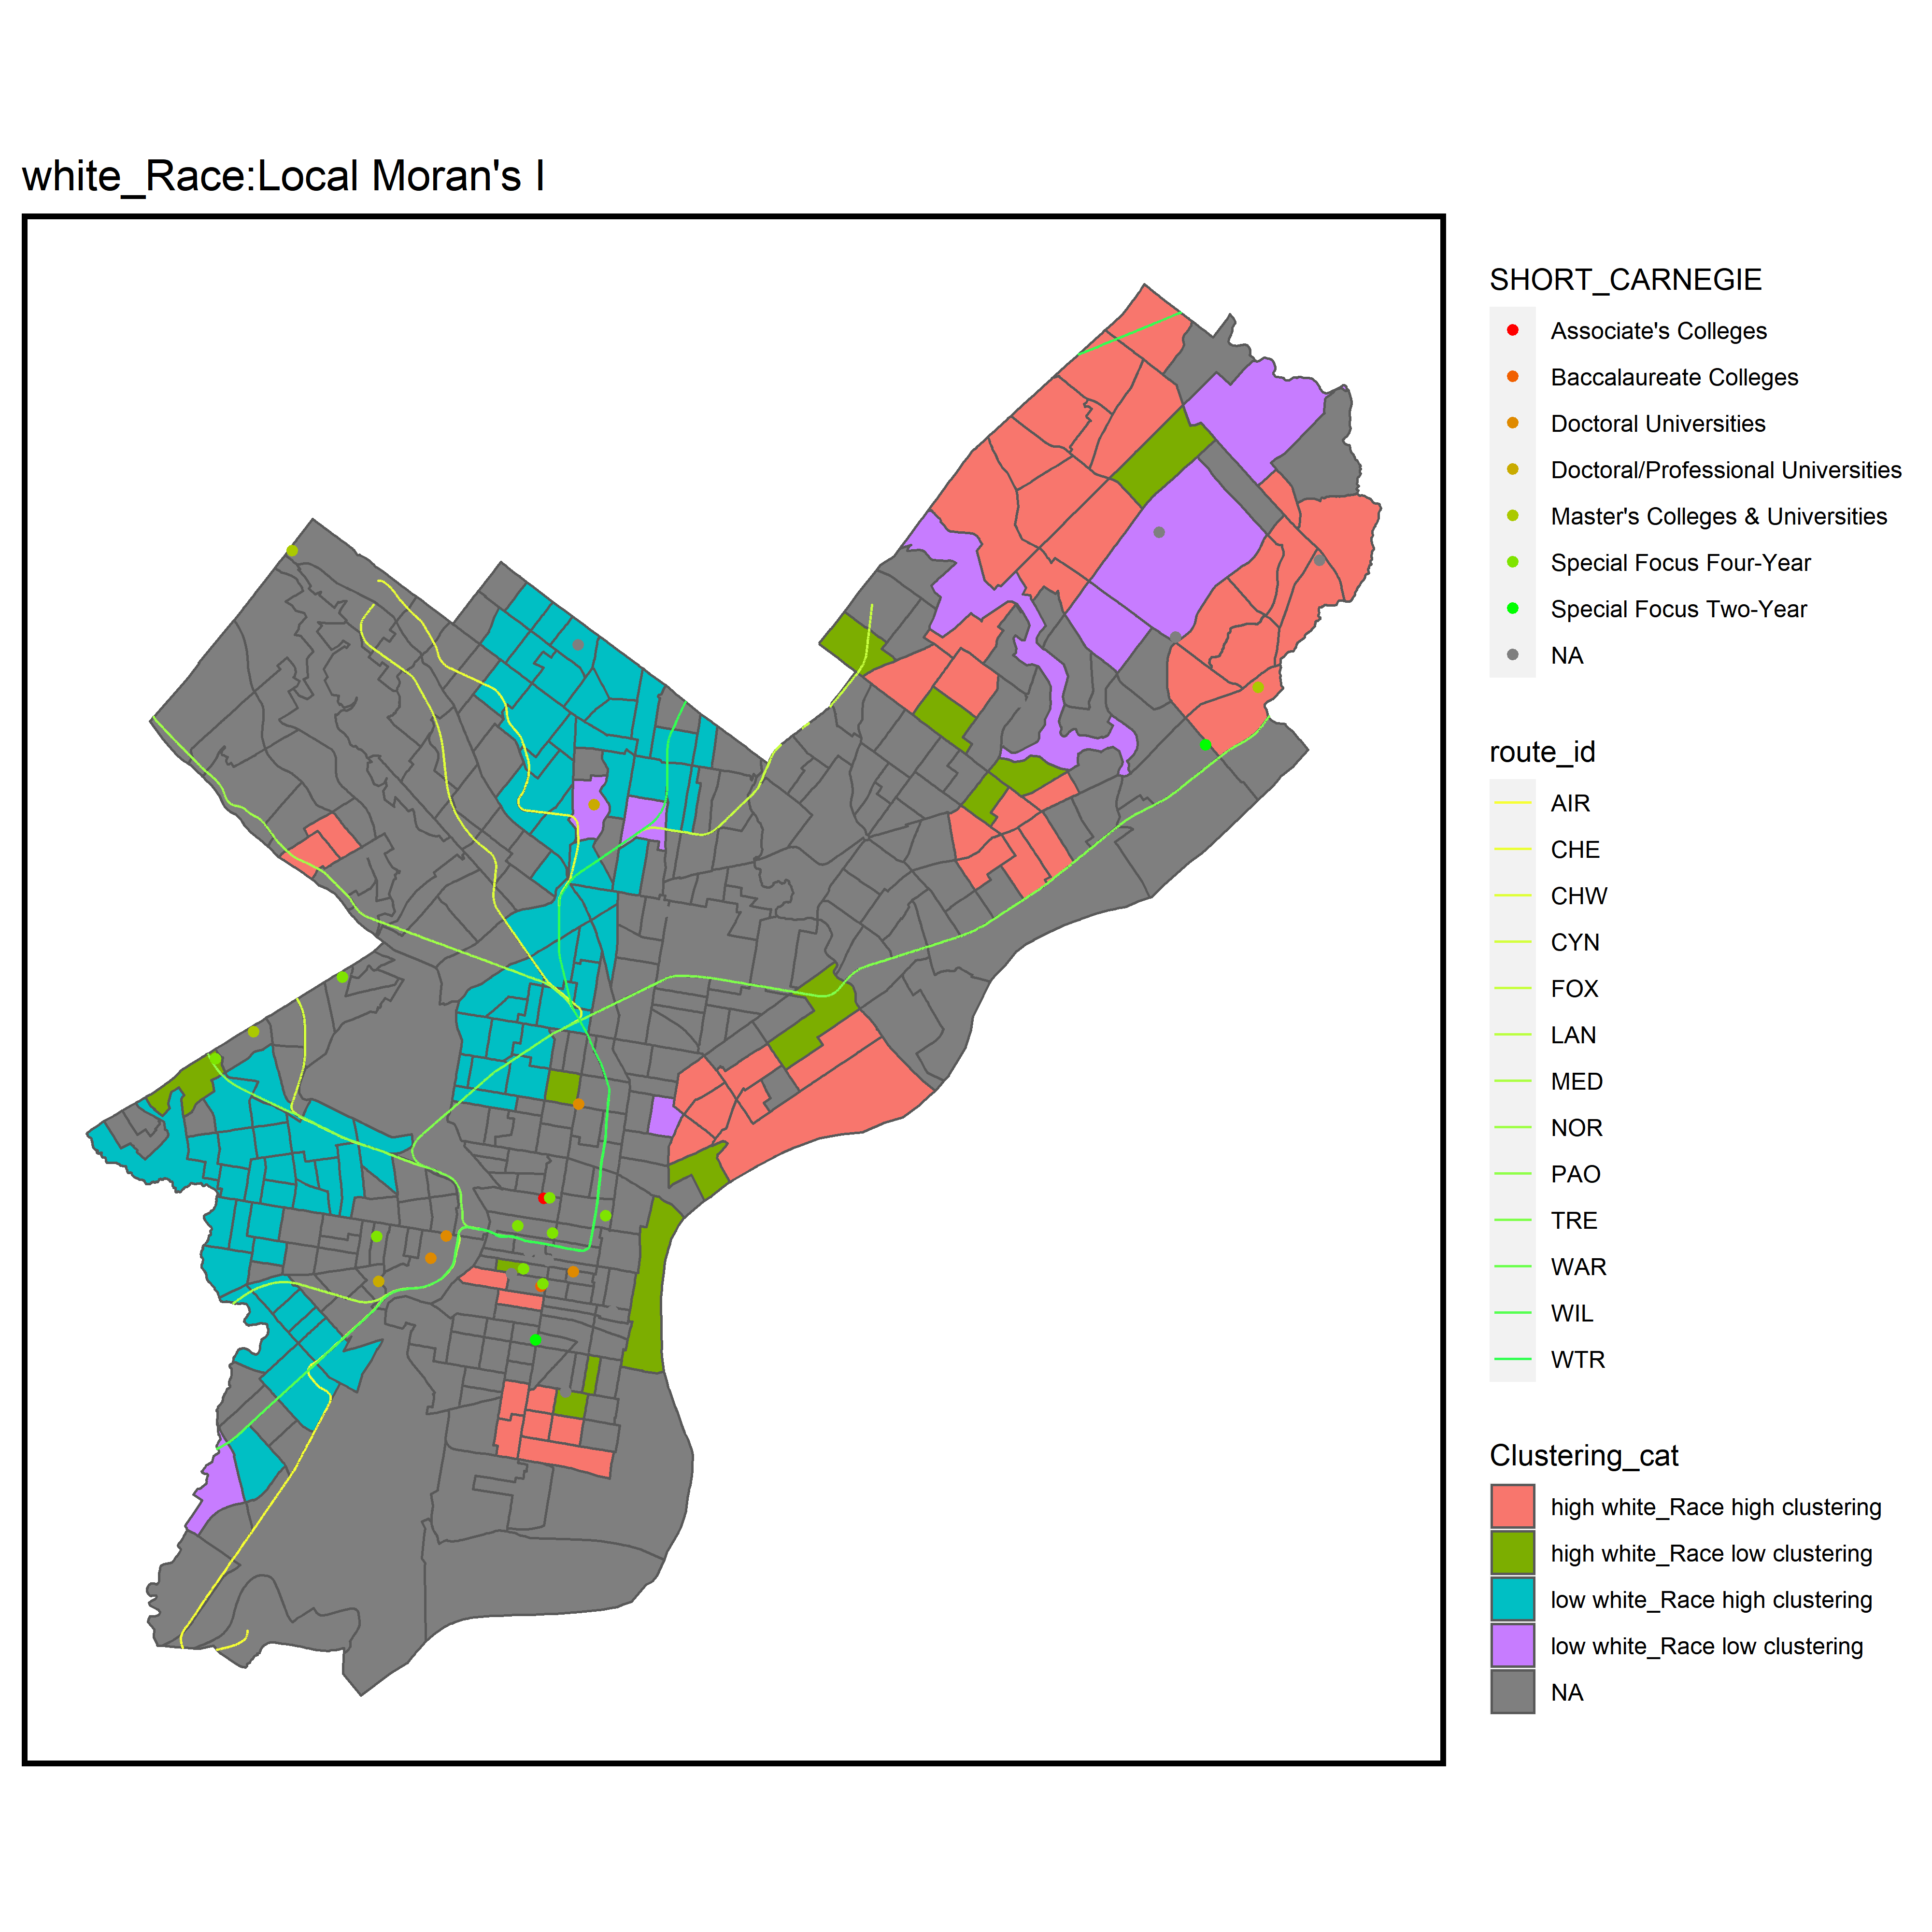 white_Race:Local Moran's I
SHORT_CARNEGIE
Associate's Colleges
Baccalaureate Colleges
Doctoral Universities
Doctoral/Professional Universities
Master's Colleges & Universities
Special Focus Four-Year
Special Focus Two-Year
NA
route_id
AIR
CHE
CHW
CYN
FOX
LAN
MED
NOR
PAO
TRE
WAR
WIL
WTR
Clustering_cat
high white_Race high clustering
high white_Race low clustering
low white_Race high clustering
low white_Race low clustering
NA